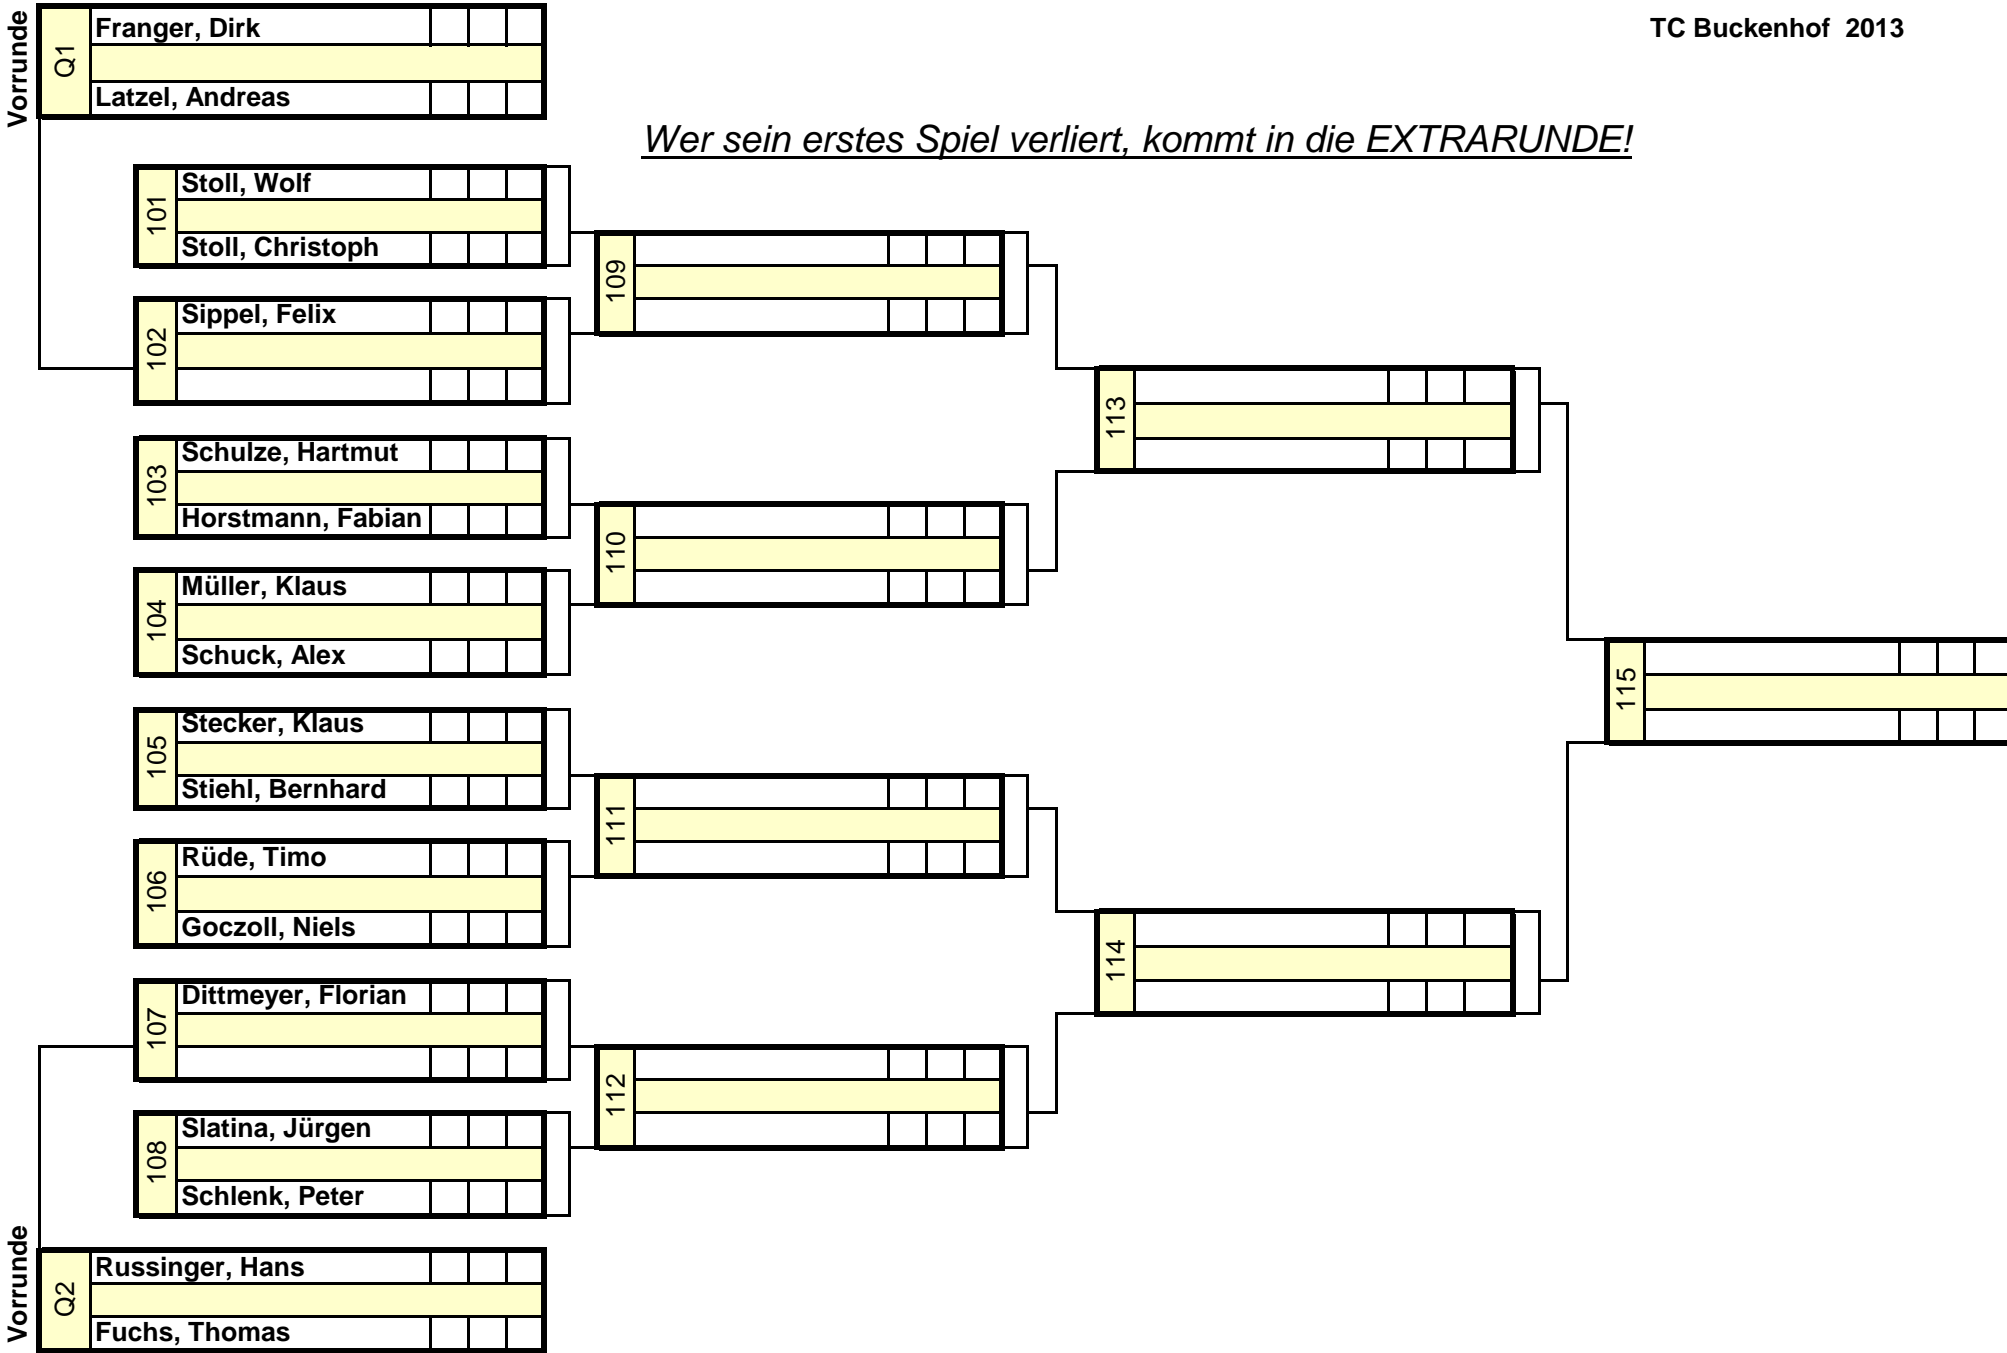 Vorrunde
Q1
Franger, Dirk
Latzel, Andreas
TC Buckenhof 2013
Wer sein erstes Spiel verliert, kommt in die EXTRARUNDE!
101
Stoll, Wolf
Stoll, Christoph
102
Sippel, Felix
103
Schulze, Hartmut
Horstmann, Fabian
104
Müller, Klaus
Schuck, Alex
105
Stecker, Klaus
Stiehl, Bernhard
106
Rüde, Timo
Goczoll, Niels
107
Dittmeyer, Florian
108
Slatina, Jürgen
Schlenk, Peter
Vorrunde
Q2
Russinger, Hans
Fuchs, Thomas
109
110
111
112
113
114
115